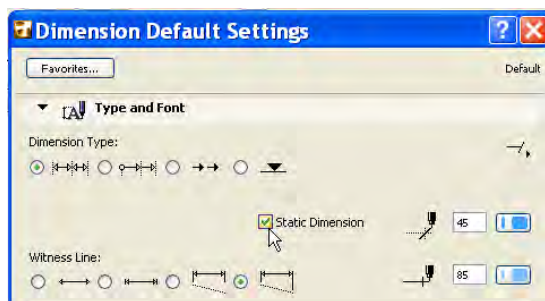 Dimension Default Settings
Favorites...
Default
Type and Font
Dimension Type:
Static Dimension
45
Witness Line:
85